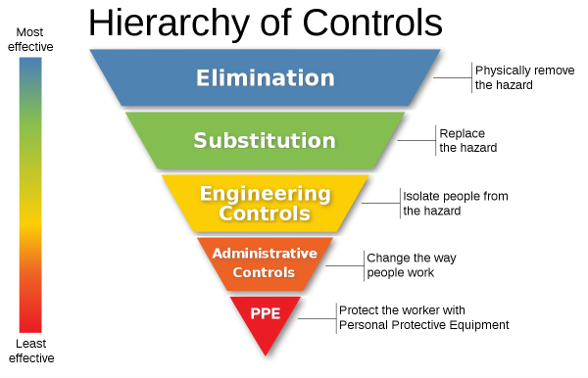 Hierarchy of Controls
Most
effective
Elimination
Physically remove
the hazard
Substitution
Replace
the hazard
Engineering
Controls
Isolate people from
the hazard
Administrative
Controls
Change the way
people work
PPE
Protect the worker with
Personal Protective Equipment
Least
effective